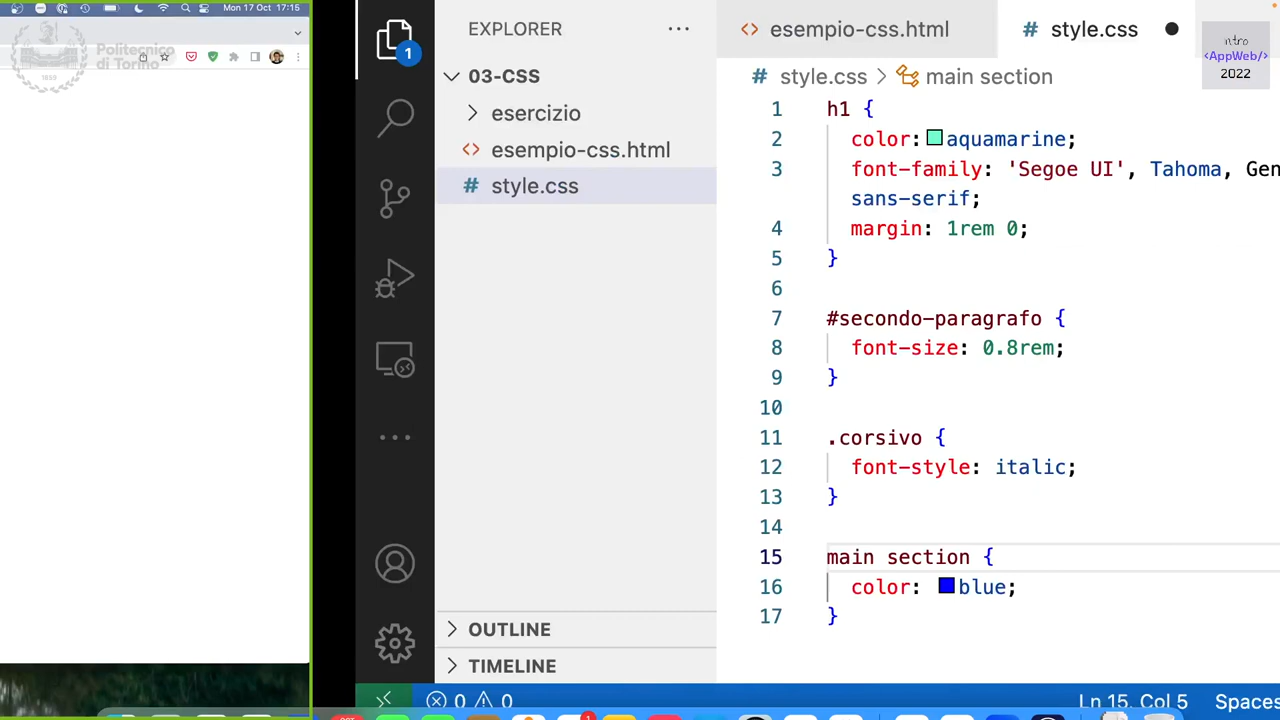 Mon 17 Oct 17:15
Politecnico
di Torino
1859
1
EXPLORER
03-CSS
esercizio
esempio-css.html
style.css
OUTLINE
TIMELINE
esempio-css.html
style.css
intro
<AppWeb/>
2022
style.css
main section
1 h1 {
2 color: aquamarine;
3 font-family: 'Segoe UI', Tahoma, Gen
sans-serif;
4 margin: 1rem 0;
5 }
6
7 #secondo-paragrafo {
8 font-size: 0.8rem;
9 }
10
11 .corsivo {
12 font-style: italic;
13 }
14
15 main section {
16 color: blue;
17 }
0 0
Ln 15, Col 5
Spaces